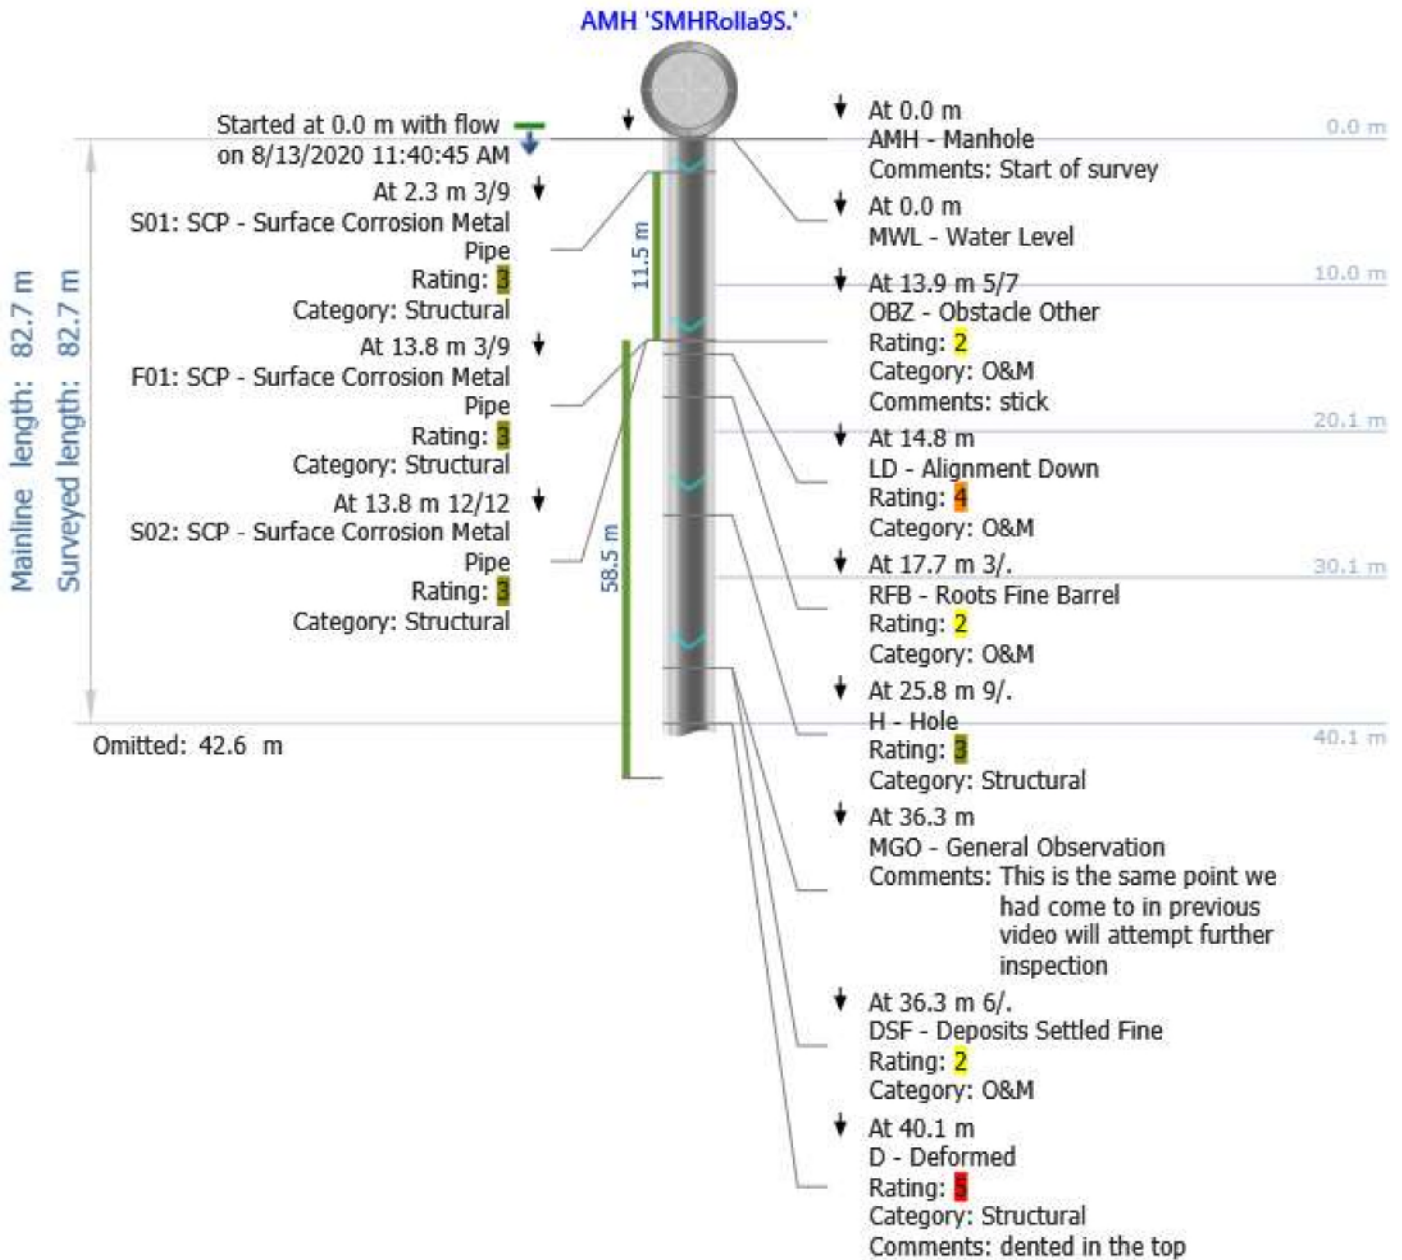 AMH 'SMHRolla9S.'
Started at 0.0 m with flow
on 8/13/2020 11:40:45 AM
At 2.3 m 3/9
S01: SCP - Surface Corrosion Metal
Pipe
Rating: 3
Category: Structural
At 13.8 m 3/9
F01: SCP - Surface Corrosion Metal
Pipe
Rating: 3
Category: Structural
At 13.8 m 12/12
S02: SCP - Surface Corrosion Metal
Pipe
Rating: 3
Category: Structural
Mainline length: 82.7 m
Surveyed length: 82.7 m
Omitted: 42.6 m
11.5 m
58.5 m
At 0.0 m
AMH - Manhole
Comments: Start of survey
At 0.0 m
MWL - Water Level
At 13.9 m 5/7
OBZ - Obstacle Other
Rating: 2
Category: O&M
Comments: stick
At 14.8 m
LD - Alignment Down
Rating: 4
Category: O&M
At 17.7 m 3/.
RFB - Roots Fine Barrel
Rating: 2
Category: O&M
At 25.8 m 9/.
H - Hole
Rating: 3
Category: Structural
At 36.3 m
MGO - General Observation
Comments: This is the same point we
had come to in previous
video will attempt further
inspection
At 36.3 m 6/.
DSF - Deposits Settled Fine
Rating: 2
Category: O&M
At 40.1 m
D - Deformed
Rating: 5
Category: Structural
Comments: dented in the top
0.0 m
10.0 m
20.1 m
30.1 m
40.1 m